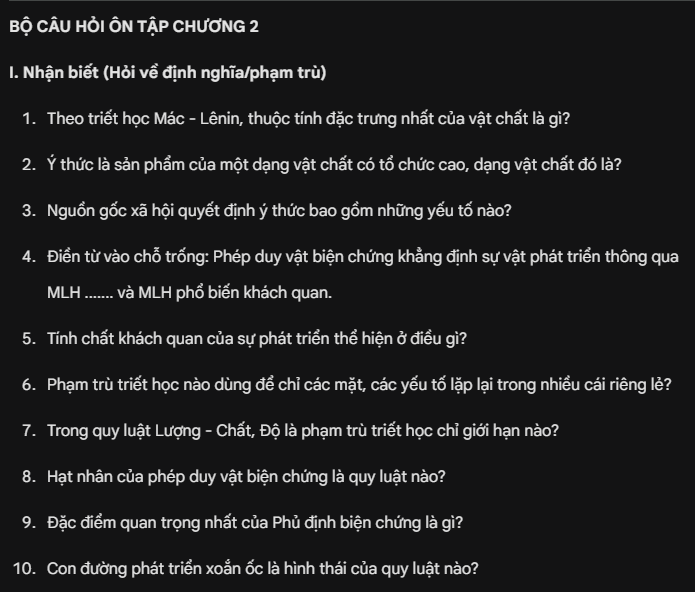 BỘ CÂU HỎI ÔN TẬP CHƯƠNG 2
I. Nhận biết (Hỏi về định nghĩa/phạm trù)
1. Theo triết học Mác - Lênin, thuộc tính đặc trưng nhất của vật chất là gì?
2. Ý thức là sản phẩm của một dạng vật chất có tổ chức cao, dạng vật chất đó là?
3. Nguồn gốc xã hội quyết định ý thức bao gồm những yếu tố nào?
4. Điền từ vào chỗ trống: Phép duy vật biện chứng khẳng định sự vật phát triển thông qua
MLH ....... và MLH phổ biến khách quan.
5. Tính chất khách quan của sự phát triển thể hiện ở điều gì?
6. Phạm trù triết học nào dùng để chỉ các mặt, các yếu tố lặp lại trong nhiều cái riêng lẻ?
7. Trong quy luật Lượng - Chất, Độ là phạm trù triết học chỉ giới hạn nào?
8. Hạt nhân của phép duy vật biện chứng là quy luật nào?
9. Đặc điểm quan trọng nhất của Phủ định biện chứng là gì?
10. Con đường phát triển xoắn ốc là hình thái của quy luật nào?